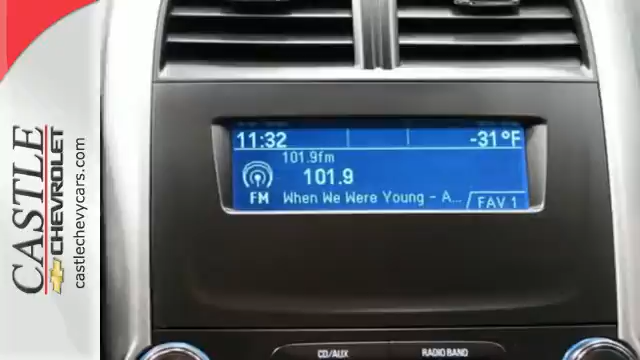 CASTLE
CHEVROLET
castlechevycars.com
11:32 -31°F
101.9fm
101.9
FM When We Were Young - A...
FAV 1
CD/AUX RADIO BAND